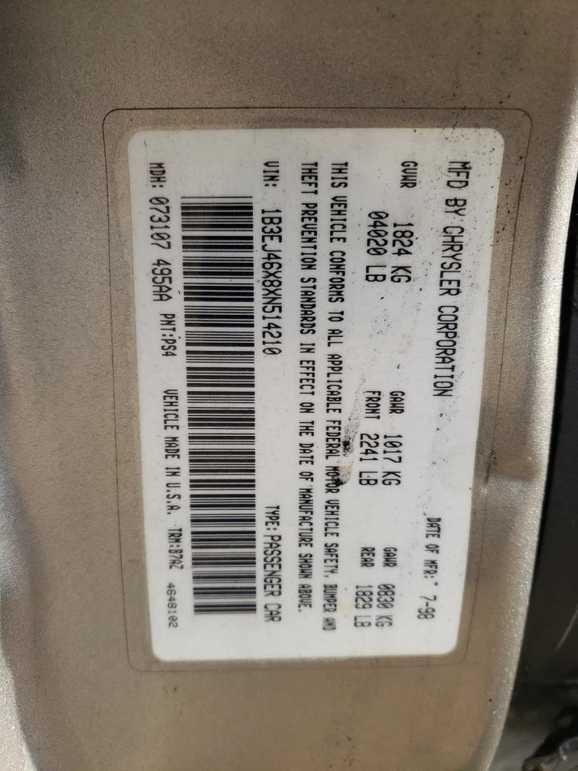 MFD BY CHRYSLER CORPORATION DATE OF MFR: 7-98
GVWR 1824 KG GAWR 1017 KG GAWR 0830 KG
04020 LB FRONT 2241 LB REAR 1829 LB
THIS VEHICLE CONFORMS TO ALL APPLICABLE FEDERAL MOTOR VEHICLE SAFETY, BUMPER AND
THEFT PREVENTION STANDARDS IN EFFECT ON THE DATE OF MANUFACTURE SHOWN ABOVE.
VIN: 1B3EJ46X8XN514210 TYPE: PASSENGER CAR
MDH: 073107 495AA PNT:PS4 VEHICLE MADE IN U.S.A. TRM:B7AZ
4648102